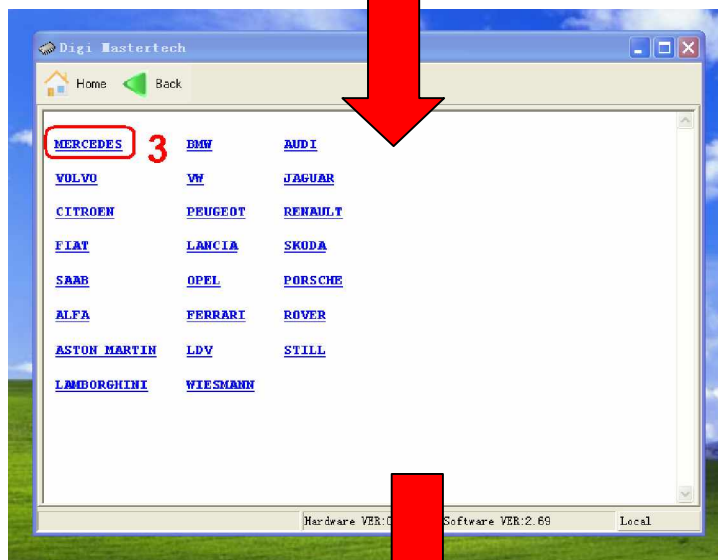 Digi Mastertech
Home Back
MERCEDES 3 BMW AUDI
VOLVO VW JAGUAR
CITROEN PEUGEOT RENAULT
FIAT LANCIA SKODA
SAAB OPEL PORSCHE
ALFA FERRARI ROVER
ASTON MARTIN LDV STILL
LAMBORGHINI WIESMANN
Hardware VER: Software VER:2.69 Local